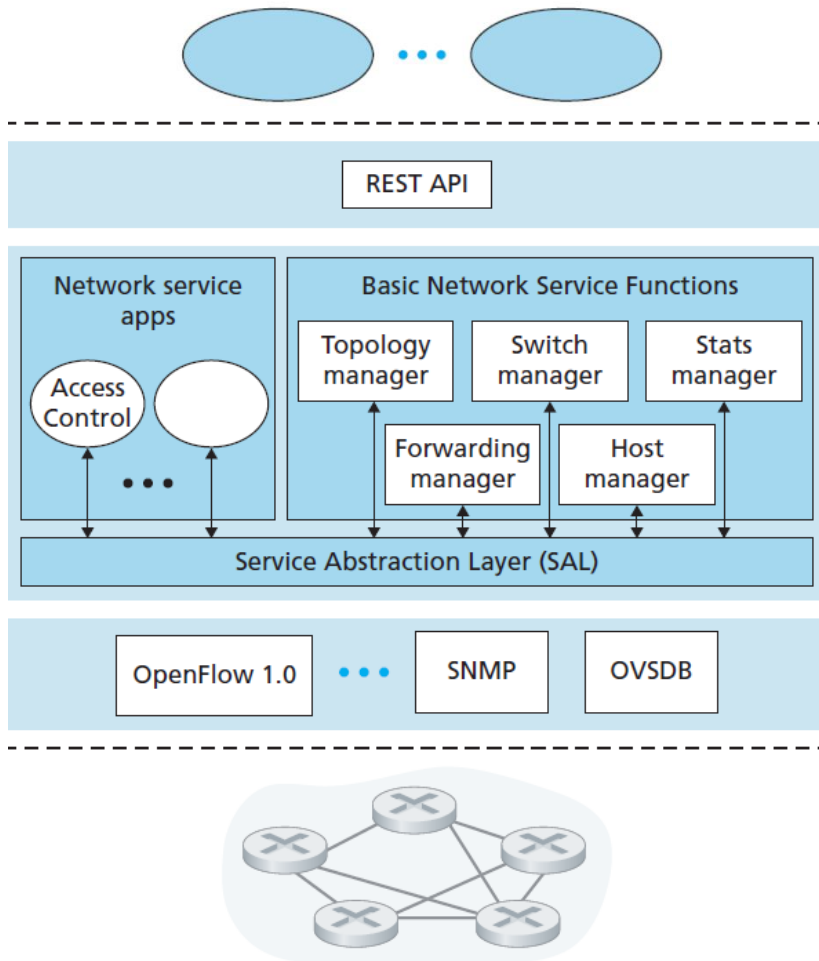 REST API
Network service
apps
Access
Control
Basic Network Service Functions
Topology
manager
Switch
manager
Stats
manager
Forwarding
manager
Host
manager
Service Abstraction Layer (SAL)
OpenFlow 1.0
SNMP
OVSDB